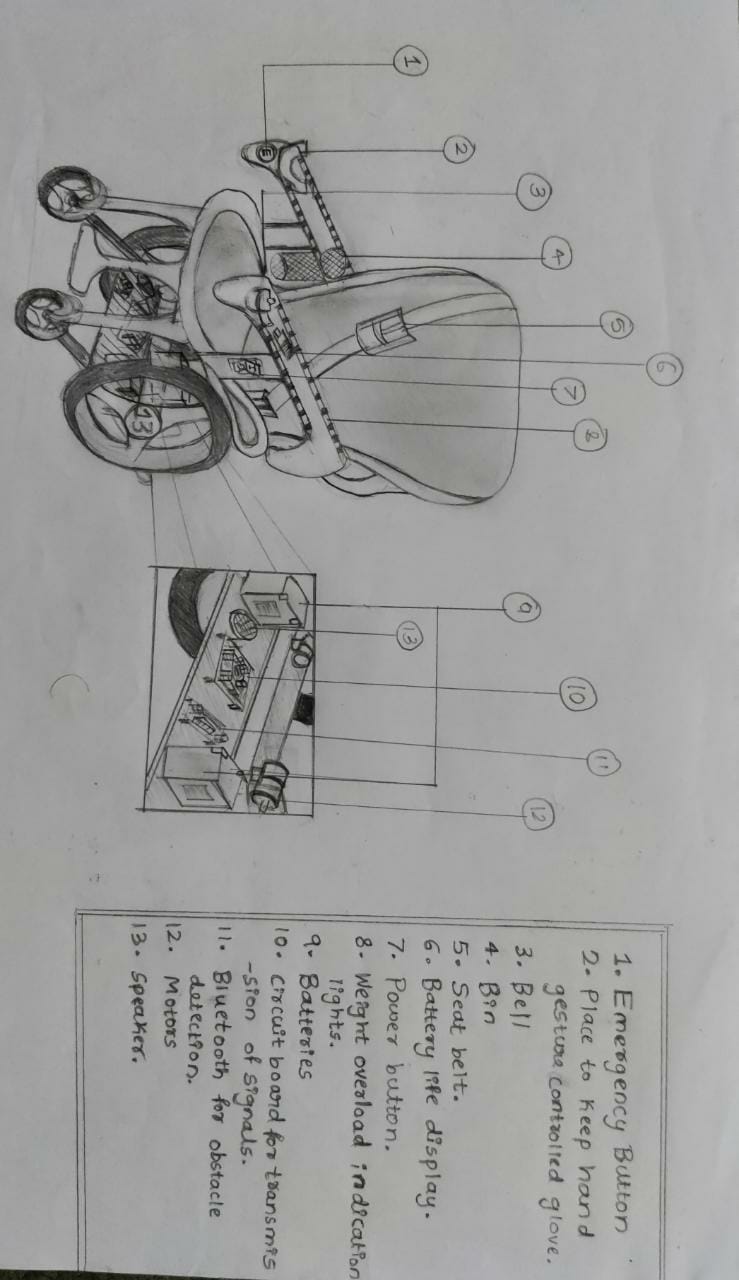 6
5
11
8
10
7
4
3
12
9
2
1
13
E
13
1. Emergency Button
2. Place to Keep hand
gesture controlled glove.
3. Bell
4. Bin
5. Seat belt.
6. Battery life display.
7. Power button.
8. Weight overload indication
lights.
9. Batteries
10. Circuit board for transmis
-sion of signals.
11. Bluetooth for obstacle
detection.
12. Motors
13. Speaker.